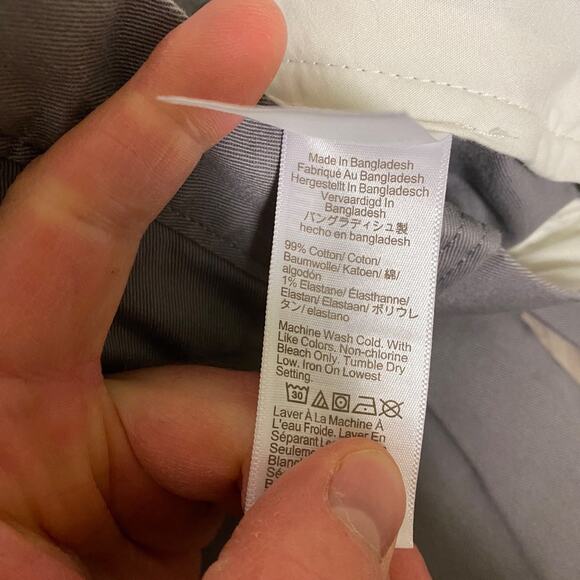 Made In Bangladesh
Fabriqué Au Bangladesh
Hergestellt In Bangladesch
Vervaardigd In
Bangladesh
バングラディシュ製
hecho en bangladesh
99% Cotton/ Coton/
Baumwolle/ Katoen/ 綿/
algodón
1% Elastane/ Élasthanne/
Elastan/ Elastaan/ ポリウレ
タン/ elastano
Machine Wash Cold. With
Like Colors. Non-chlorine
Bleach Only. Tumble Dry
Low. Iron On Lowest
Setting.
30
Laver À La Machine À
L'eau Froide. Laver En
Séparant
Seulement